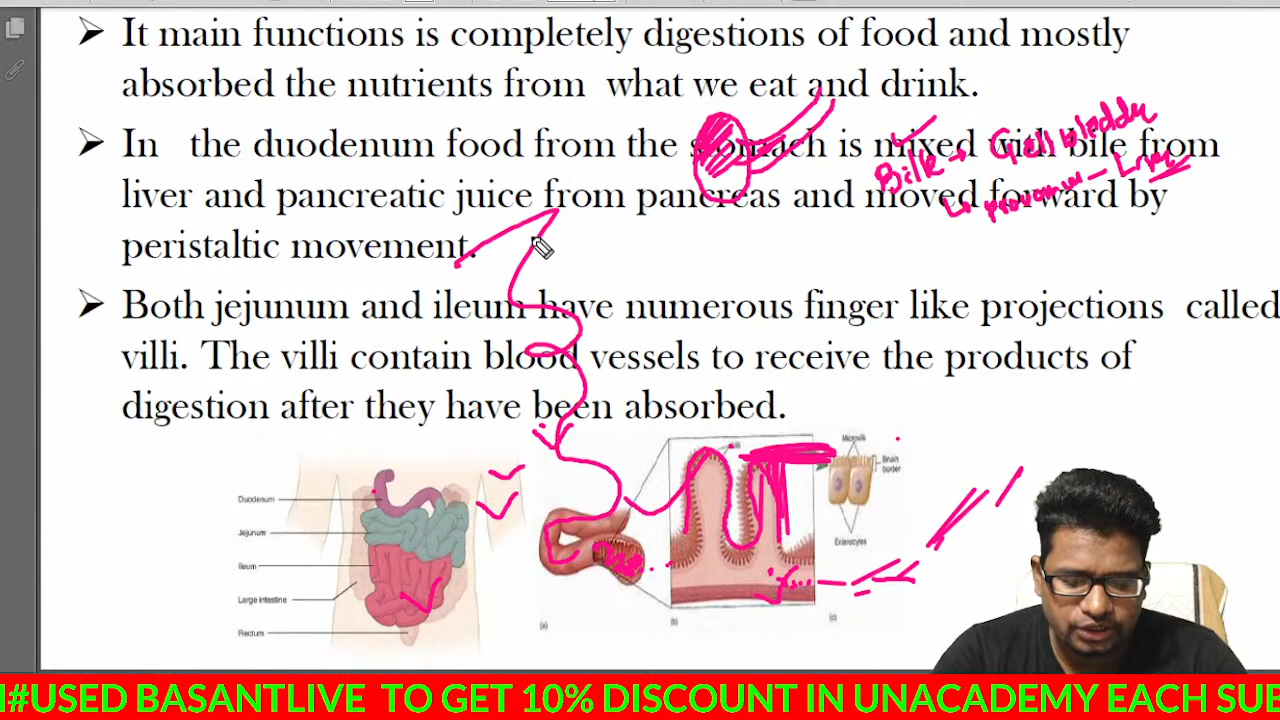 It main functions is completely digestions of food and mostly
absorbed the nutrients from what we eat and drink.
In the duodenum food from the stomach is mixed with bile from
liver and pancreatic juice from pancreas and moved forward by
peristaltic movement.
Both jejunum and ileum have numerous finger like projections called
villi. The villi contain blood vessels to receive the products of
digestion after they have been absorbed.
Duodenum
Jejunum
Ileum
Large intestine
Rectum
(a)
(b)
(c)
Microvilli
Brush
border
Enterocytes
#USED BASANTLIVE TO GET 10% DISCOUNT IN UNACADEMY EACH SUB